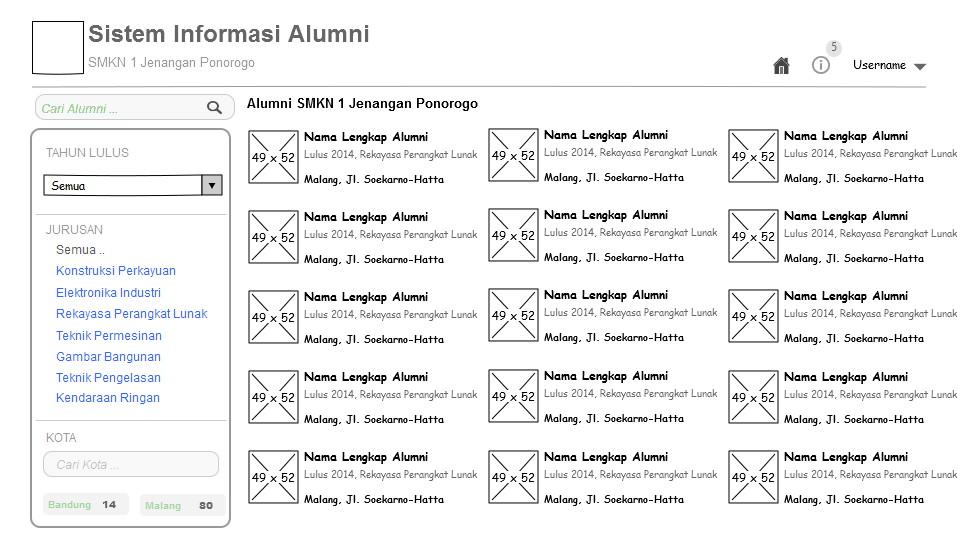 Sistem Informasi Alumni
SMKN 1 Jenangan Ponorogo
5
Username
Cari Alumni ...
TAHUN LULUS
Semua
JURUSAN
Semua ..
Konstruksi Perkayuan
Elektronika Industri
Rekayasa Perangkat Lunak
Teknik Permesinan
Gambar Bangunan
Teknik Pengelasan
Kendaraan Ringan
KOTA
Cari Kota ...
Bandung 14
Malang 80
Alumni SMKN 1 Jenangan Ponorogo
49 x 52
Nama Lengkap Alumni
Lulus 2014, Rekayasa Perangkat Lunak
Malang, Jl. Soekarno-Hatta
49 x 52
Nama Lengkap Alumni
Lulus 2014, Rekayasa Perangkat Lunak
Malang, Jl. Soekarno-Hatta
49 x 52
Nama Lengkap Alumni
Lulus 2014, Rekayasa Perangkat Lunak
Malang, Jl. Soekarno-Hatta
49 x 52
Nama Lengkap Alumni
Lulus 2014, Rekayasa Perangkat Lunak
Malang, Jl. Soekarno-Hatta
49 x 52
Nama Lengkap Alumni
Lulus 2014, Rekayasa Perangkat Lunak
Malang, Jl. Soekarno-Hatta
49 x 52
Nama Lengkap Alumni
Lulus 2014, Rekayasa Perangkat Lunak
Malang, Jl. Soekarno-Hatta
49 x 52
Nama Lengkap Alumni
Lulus 2014, Rekayasa Perangkat Lunak
Malang, Jl. Soekarno-Hatta
49 x 52
Nama Lengkap Alumni
Lulus 2014, Rekayasa Perangkat Lunak
Malang, Jl. Soekarno-Hatta
49 x 52
Nama Lengkap Alumni
Lulus 2014, Rekayasa Perangkat Lunak
Malang, Jl. Soekarno-Hatta
49 x 52
Nama Lengkap Alumni
Lulus 2014, Rekayasa Perangkat Lunak
Malang, Jl. Soekarno-Hatta
49 x 52
Nama Lengkap Alumni
Lulus 2014, Rekayasa Perangkat Lunak
Malang, Jl. Soekarno-Hatta
49 x 52
Nama Lengkap Alumni
Lulus 2014, Rekayasa Perangkat Lunak
Malang, Jl. Soekarno-Hatta
49 x 52
Nama Lengkap Alumni
Lulus 2014, Rekayasa Perangkat Lunak
Malang, Jl. Soekarno-Hatta
49 x 52
Nama Lengkap Alumni
Lulus 2014, Rekayasa Perangkat Lunak
Malang, Jl. Soekarno-Hatta
49 x 52
Nama Lengkap Alumni
Lulus 2014, Rekayasa Perangkat Lunak
Malang, Jl. Soekarno-Hatta